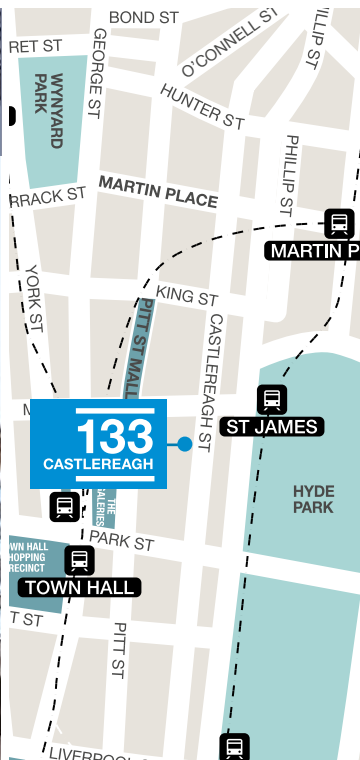 BOND ST
RET ST
GEORGE ST
O'CONNELL ST
ILLIP ST
WYNYARD
PARK
HUNTER ST
PHILLIP ST
RRACK ST
MARTIN PLACE
MARTIN P
YORK ST
KING ST
PITT ST MALL
CASTLEREAGH ST
M
133
CASTLEREAGH
ST JAMES
HYDE
PARK
THE
GALERIES
PARK ST
WN HALL
HOPPING
RECINCT
TOWN HALL
T ST
PITT ST
LIVERPOOL S